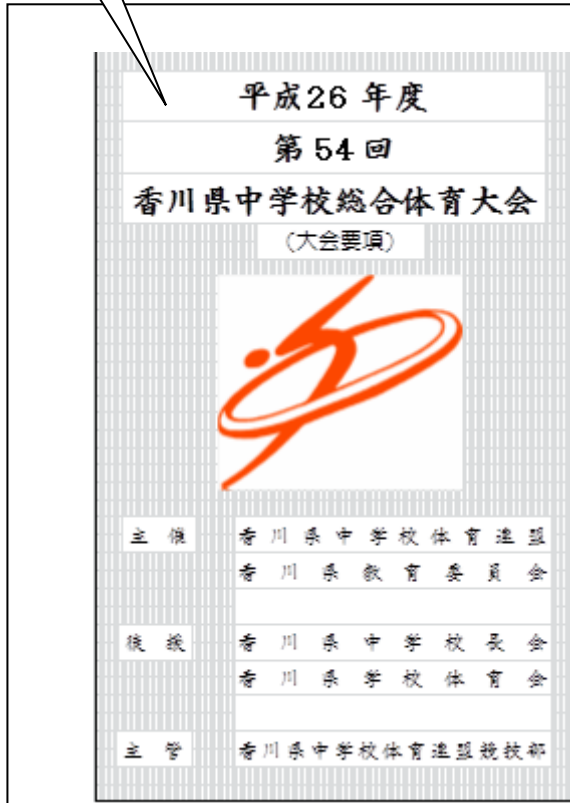 平成26 年度
第 54 回
香川県中学校総合体育大会
（大会要項）
主 催 香 川 県 中 学 校 体 育 連 盟
香 川 県 教 育 委 員 会
後 援 香 川 県 中 学 校 長 会
香 川 県 学 校 体 育 会
主 管 香川県中学校体育連盟競技部